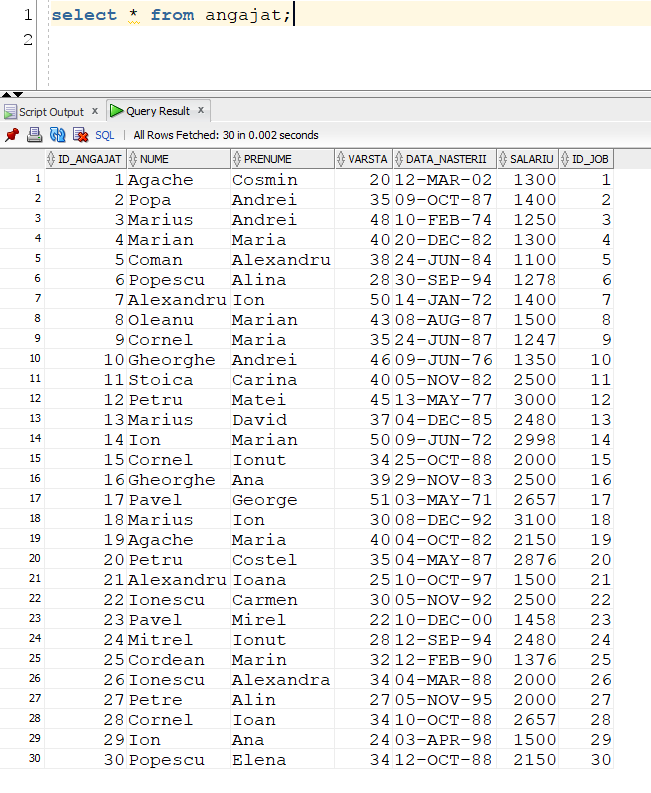 1 select * from angajat;
2
Script Output x Query Result x
SQL | All Rows Fetched: 30 in 0.002 seconds
ID_ANGAJAT NUME PRENUME VARSTA DATA_NASTERII SALARIU ID_JOB
1 1 Agache Cosmin 20 12-MAR-02 1300 1
2 2 Popa Andrei 35 09-OCT-87 1400 2
3 3 Marius Andrei 48 10-FEB-74 1250 3
4 4 Marian Maria 40 20-DEC-82 1300 4
5 5 Coman Alexandru 38 24-JUN-84 1100 5
6 6 Popescu Alina 28 30-SEP-94 1278 6
7 7 Alexandru Ion 50 14-JAN-72 1400 7
8 8 Oleanu Marian 43 08-AUG-87 1500 8
9 9 Cornel Maria 35 24-JUN-87 1247 9
10 10 Gheorghe Andrei 46 09-JUN-76 1350 10
11 11 Stoica Carina 40 05-NOV-82 2500 11
12 12 Petru Matei 45 13-MAY-77 3000 12
13 13 Marius David 37 04-DEC-85 2480 13
14 14 Ion Marian 50 09-JUN-72 2998 14
15 15 Cornel Ionut 34 25-OCT-88 2000 15
16 16 Gheorghe Ana 39 29-NOV-83 2500 16
17 17 Pavel George 51 03-MAY-71 2657 17
18 18 Marius Ion 30 08-DEC-92 3100 18
19 19 Agache Maria 40 04-OCT-82 2150 19
20 20 Petru Costel 35 04-MAY-87 2876 20
21 21 Alexandru Ioana 25 10-OCT-97 1500 21
22 22 Ionescu Carmen 30 05-NOV-92 2500 22
23 23 Pavel Mirel 22 10-DEC-00 1458 23
24 24 Mitrel Ionut 28 12-SEP-94 2480 24
25 25 Cordean Marin 32 12-FEB-90 1376 25
26 26 Ionescu Alexandra 34 04-MAR-88 2000 26
27 27 Petre Alin 27 05-NOV-95 2000 27
28 28 Cornel Ioan 34 10-OCT-88 2657 28
29 29 Ion Ana 24 03-APR-98 1500 29
30 30 Popescu Elena 34 12-OCT-88 2150 30